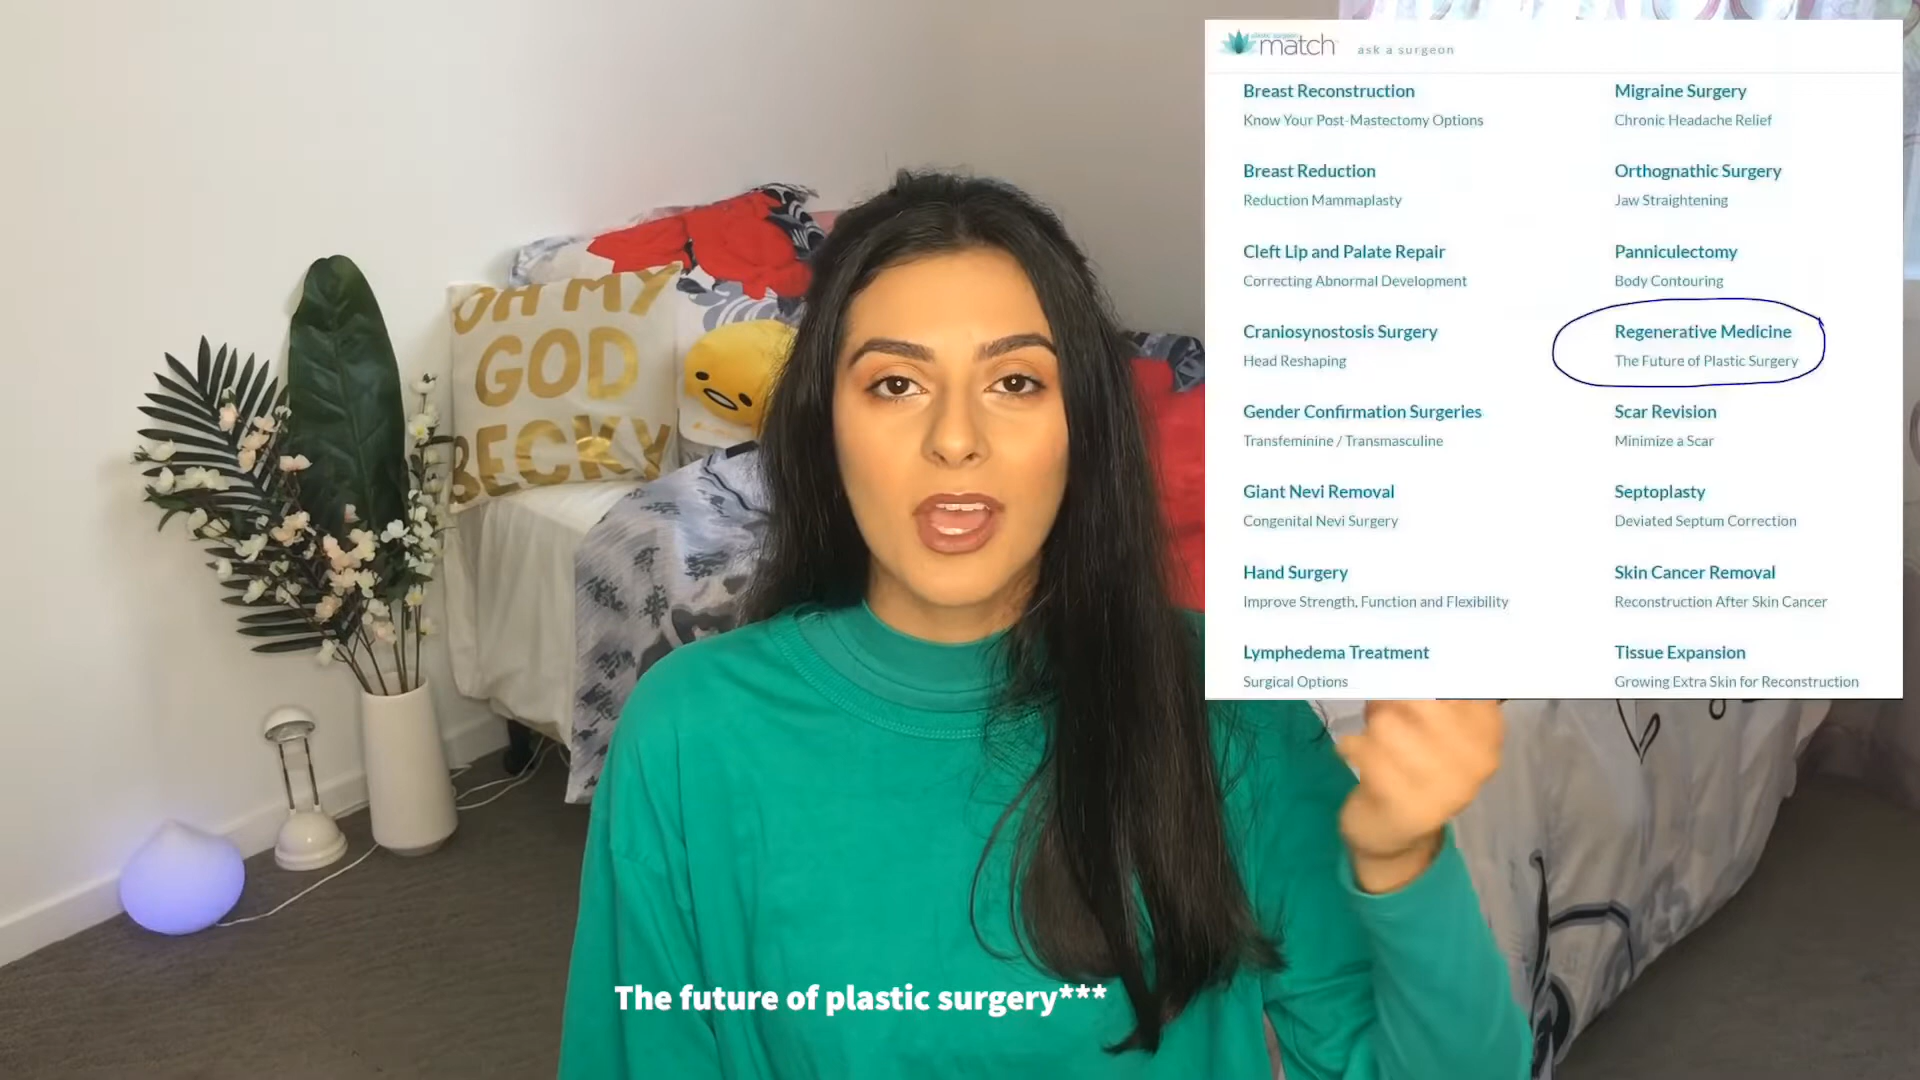 OH MY
GOD
BECKY
plastic surgeon
match
ask a surgeon
Breast Reconstruction
Know Your Post-Mastectomy Options
Breast Reduction
Reduction Mammaplasty
Cleft Lip and Palate Repair
Correcting Abnormal Development
Craniosynostosis Surgery
Head Reshaping
Gender Confirmation Surgeries
Transfeminine / Transmasculine
Giant Nevi Removal
Congenital Nevi Surgery
Hand Surgery
Improve Strength, Function and Flexibility
Lymphedema Treatment
Surgical Options
Migraine Surgery
Chronic Headache Relief
Orthognathic Surgery
Jaw Straightening
Panniculectomy
Body Contouring
Regenerative Medicine
The Future of Plastic Surgery
Scar Revision
Minimize a Scar
Septoplasty
Deviated Septum Correction
Skin Cancer Removal
Reconstruction After Skin Cancer
Tissue Expansion
Growing Extra Skin for Reconstruction
The future of plastic surgery***